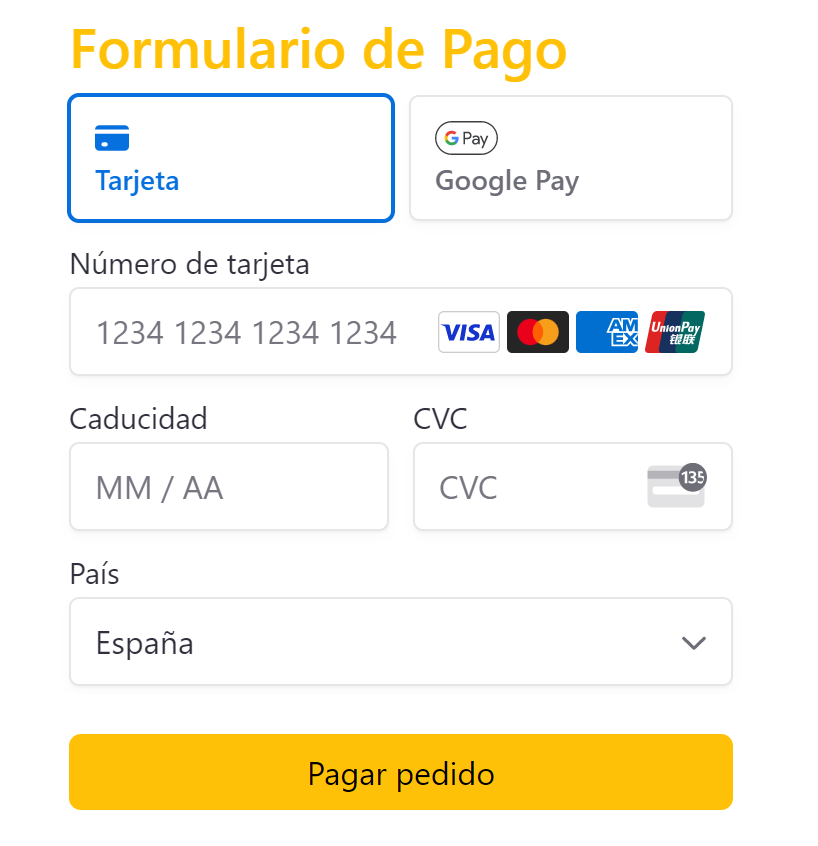 Formulario de Pago
Tarjeta
G Pay
Google Pay
Número de tarjeta
1234 1234 1234 1234 VISA AMEX UnionPay 银联
Caducidad CVC
MM / AA CVC 135
País
España
Pagar pedido